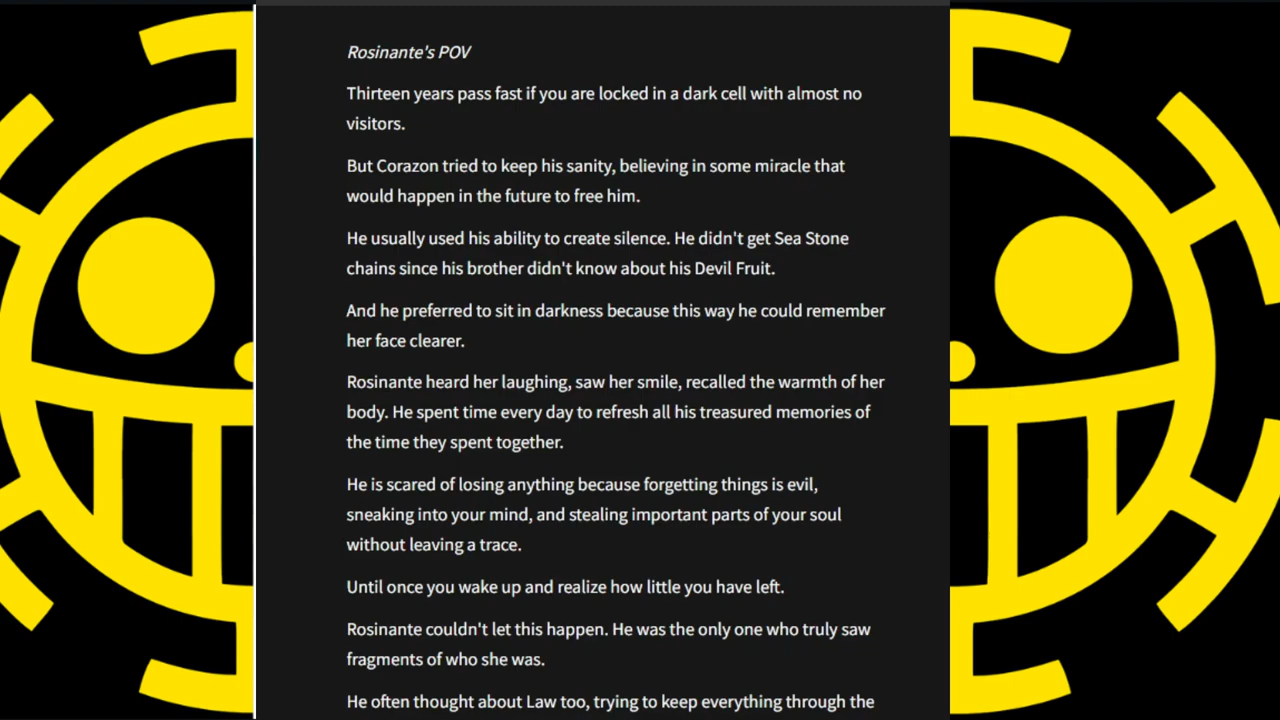 Rosinante's POV
Thirteen years pass fast if you are locked in a dark cell with almost no
visitors.
But Corazon tried to keep his sanity, believing in some miracle that
would happen in the future to free him.
He usually used his ability to create silence. He didn't get Sea Stone
chains since his brother didn't know about his Devil Fruit.
And he preferred to sit in darkness because this way he could remember
her face clearer.
Rosinante heard her laughing, saw her smile, recalled the warmth of her
body. He spent time every day to refresh all his treasured memories of
the time they spent together.
He is scared of losing anything because forgetting things is evil,
sneaking into your mind, and stealing important parts of your soul
without leaving a trace.
Until once you wake up and realize how little you have left.
Rosinante couldn't let this happen. He was the only one who truly saw
fragments of who she was.
He often thought about Law too, trying to keep everything through the